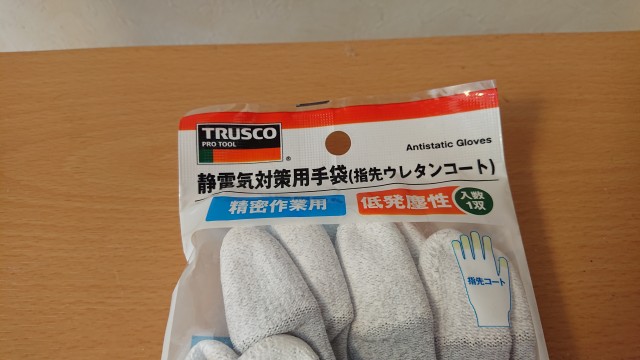 TRUSCO
PRO TOOL
®
Antistatic Gloves
静電気対策用手袋(指先ウレタンコート)
精密作業用
低発塵性
入数
1双
指先コート